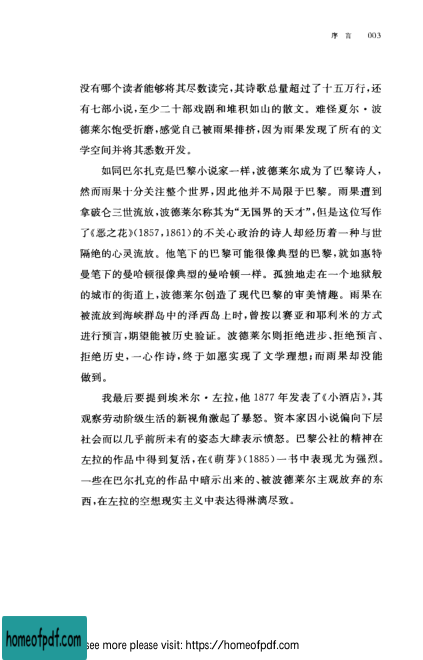 序 言 003
没有哪个读者能够将其尽数读完,其诗歌总量超过了十五万行,还
有七部小说,至少二十部戏剧和堆积如山的散文。难怪夏尔·波
德莱尔饱受折磨,感觉自己被雨果排挤,因为雨果发现了所有的文
学空间并将其悉数开发。
如同巴尔扎克是巴黎小说家一样,波德莱尔成为了巴黎诗人,
然而雨果十分关注整个世界,因此他并不局限于巴黎。雨果遭到
拿破仑三世流放,波德莱尔称其为“无国界的天才”,但是这位写作
了《恶之花》(1857,1861)的不关心政治的诗人却经历着一种与世
隔绝的心灵流放。他笔下的巴黎可能很像典型的巴黎,就如惠特
曼笔下的曼哈顿很像典型的曼哈顿一样。孤独地走在一个地狱般
的城市的街道上,波德莱尔创造了现代巴黎的审美情趣。雨果在
被流放到海峡群岛中的泽西岛上时,曾按以赛亚和耶利米的方式
进行预言,期望能被历史验证。波德莱尔则拒绝进步、拒绝预言、
拒绝历史,一心作诗,终于如愿实现了文学理想;而雨果却没能
做到。
我最后要提到埃米尔·左拉,他 1877 年发表了《小酒店》,其
观察劳动阶级生活的新视角激起了暴怒。资本家因小说偏向下层
社会而以几乎前所未有的姿态大肆表示愤怒。巴黎公社的精神在
左拉的作品中得到复活,在《萌芽》(1885)一书中表现尤为强烈。
一些在巴尔扎克的作品中暗示出来的、被波德莱尔主观放弃的东
西,在左拉的空想现实主义中表达得淋漓尽致。
homeofpdf.com
see more please visit: https://homeofpdf.com